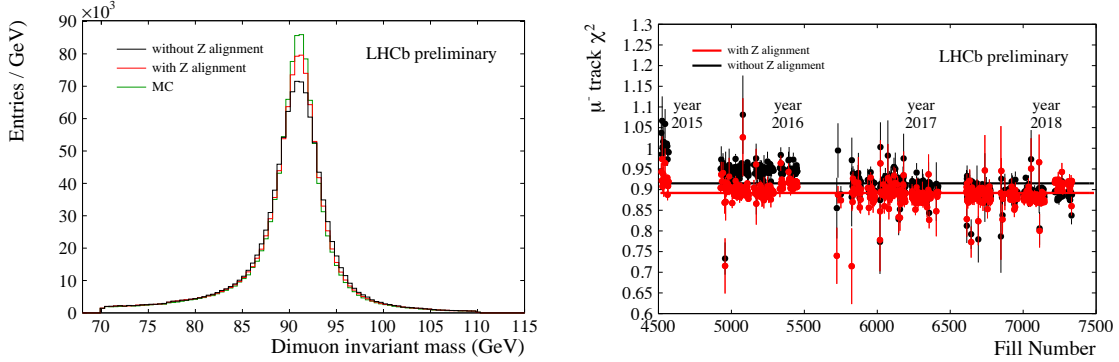 90
×10³
80
70
60
50
40
30
20
10
0
Entries / GeV
without Z alignment
with Z alignment
MC
LHCb preliminary
70 75 80 85 90 95 100 105 110 115
Dimuon invariant mass (GeV)
μ⁻ track χ²
1.3
1.25
1.2
1.15
1.1
1.05
1
0.95
0.9
0.85
0.8
0.75
0.7
0.65
0.6
with Z alignment
without Z alignment
LHCb preliminary
year
2015
year
2016
year
2017
year
2018
4500 5000 5500 6000 6500 7000 7500
Fill Number